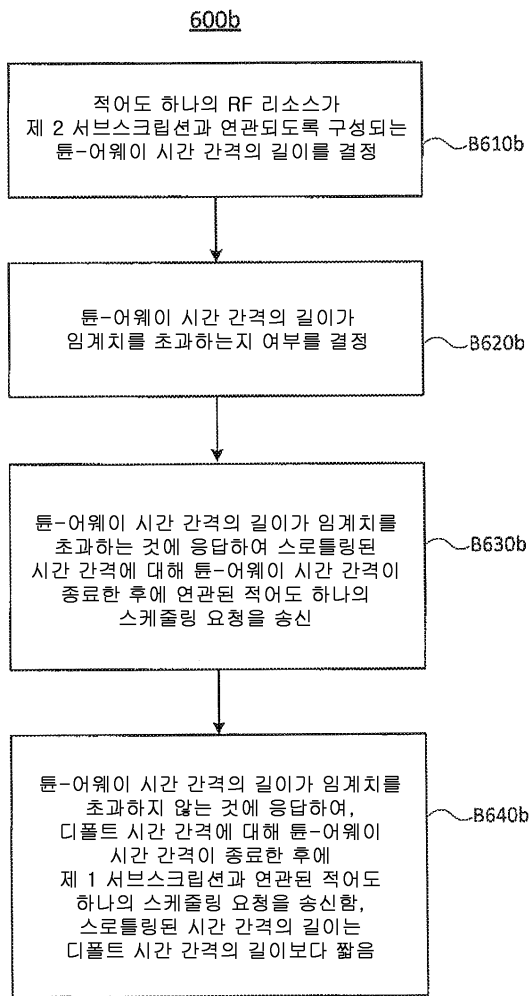 600b
적어도 하나의 RF 리소스가
제 2 서브스크립션과 연관되도록 구성되는
튠-어웨이 시간 간격의 길이를 결정
B610b
튠-어웨이 시간 간격의 길이가
임계치를 초과하는지 여부를 결정
B620b
튠-어웨이 시간 간격의 길이가 임계치를
초과하는 것에 응답하여 스로틀링된
시간 간격에 대해 튠-어웨이 시간 간격이
종료한 후에 연관된 적어도 하나의
스케줄링 요청을 송신
B630b
튠-어웨이 시간 간격의 길이가 임계치를
초과하지 않는 것에 응답하여,
디폴트 시간 간격에 대해 튠-어웨이
시간 간격이 종료한 후에
제 1 서브스크립션과 연관된 적어도
하나의 스케줄링 요청을 송신함,
스로틀링된 시간 간격의 길이는
디폴트 시간 간격의 길이보다 짧음
B640b